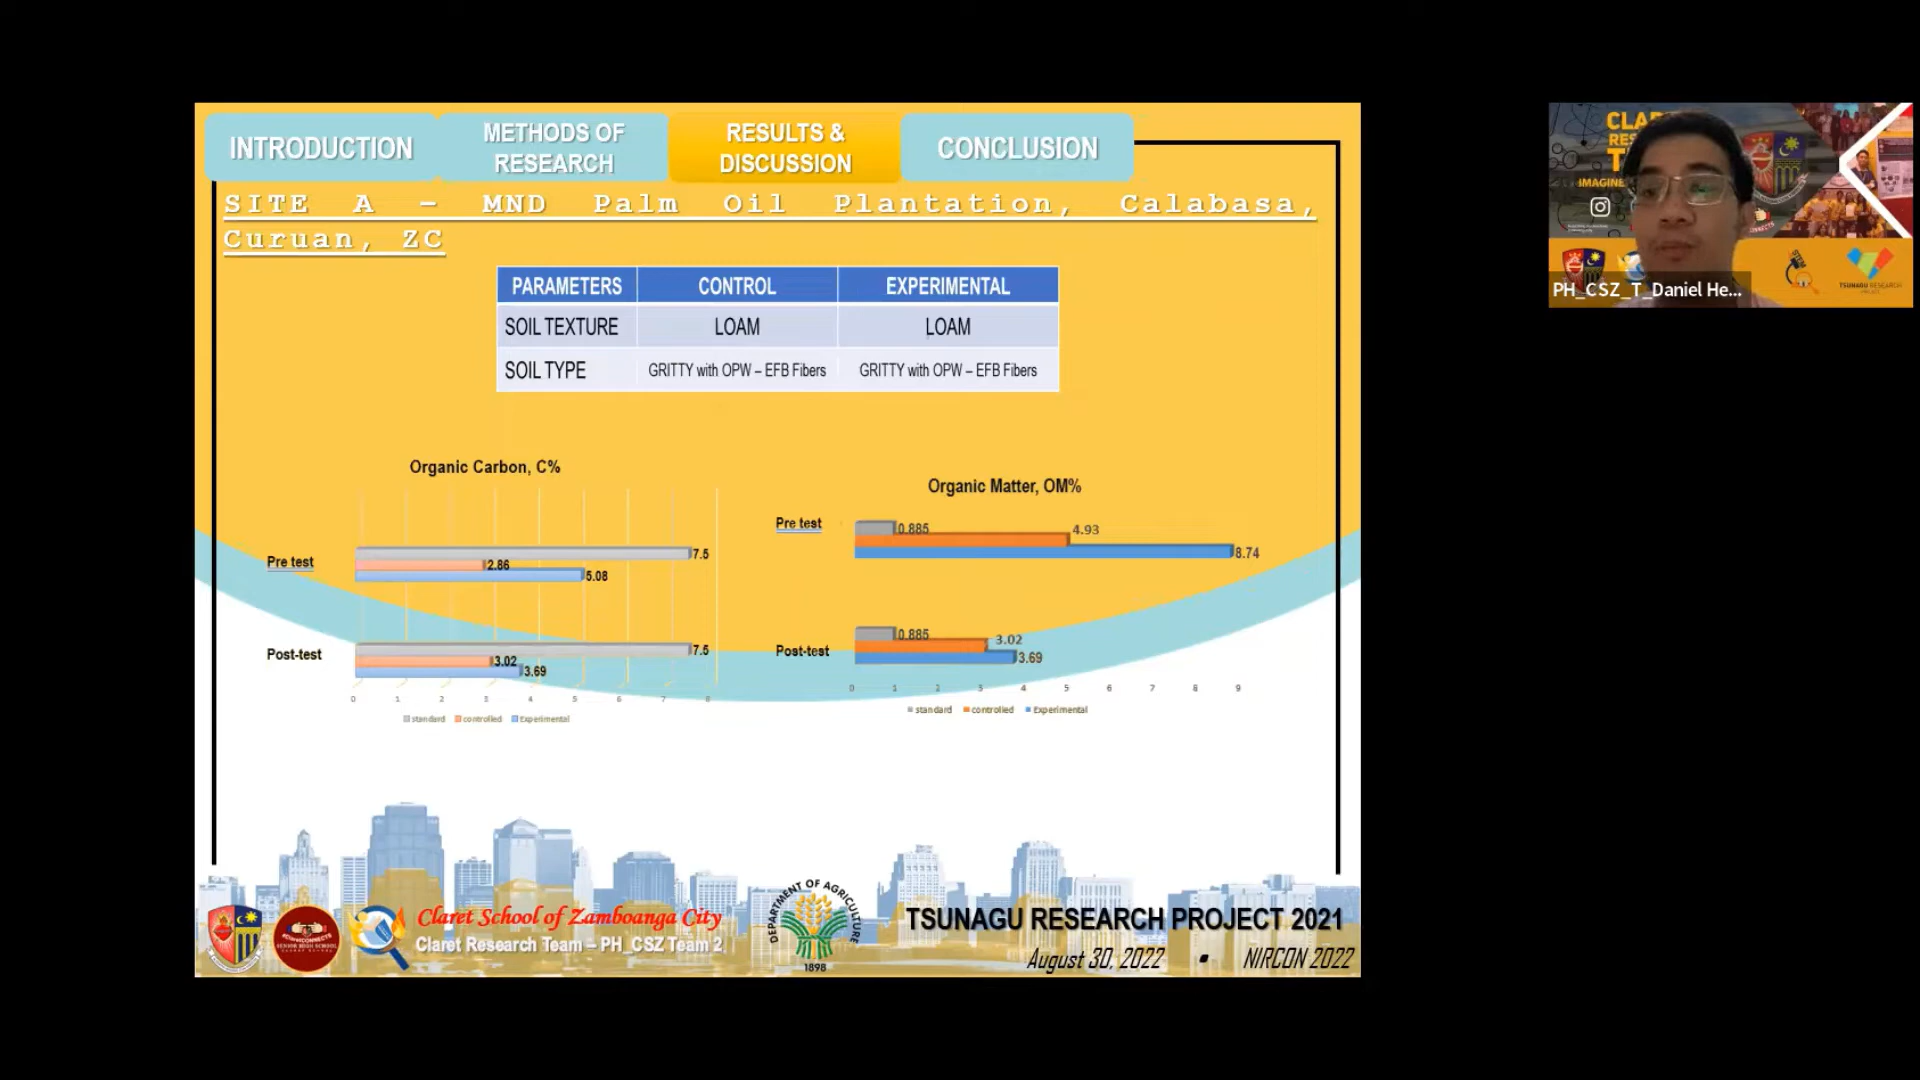 INTRODUCTION
METHODS OF
RESEARCH
RESULTS &
DISCUSSION
CONCLUSION
SITE A – MND Palm Oil Plantation, Calabasa,
Curuan, ZC
PARAMETERS CONTROL EXPERIMENTAL
SOIL TEXTURE LOAM LOAM
SOIL TYPE GRITTY with OPW – EFB Fibers GRITTY with OPW – EFB Fibers
Organic Carbon, C%
Pre test
7.5
2.86
5.08
Post-test
7.5
3.02
3.69
0 1 2 3 4 5 6 7 8
standard controlled Experimental
Organic Matter, OM%
Pre test
0.885
4.93
8.74
Post-test
0.885
3.02
3.69
0 1 2 3 4 5 6 7 8 9
standard controlled Experimental
Claret School of Zamboanga City
Claret Research Team – PH_CSZ Team 2
DEPARTMENT OF AGRICULTURE
1898
TSUNAGU RESEARCH PROJECT 2021
August 30, 2022 • NIRCON 2022
IMAGINE
PH_CSZ_T_Daniel He...
TSUNAGU RESEARCH